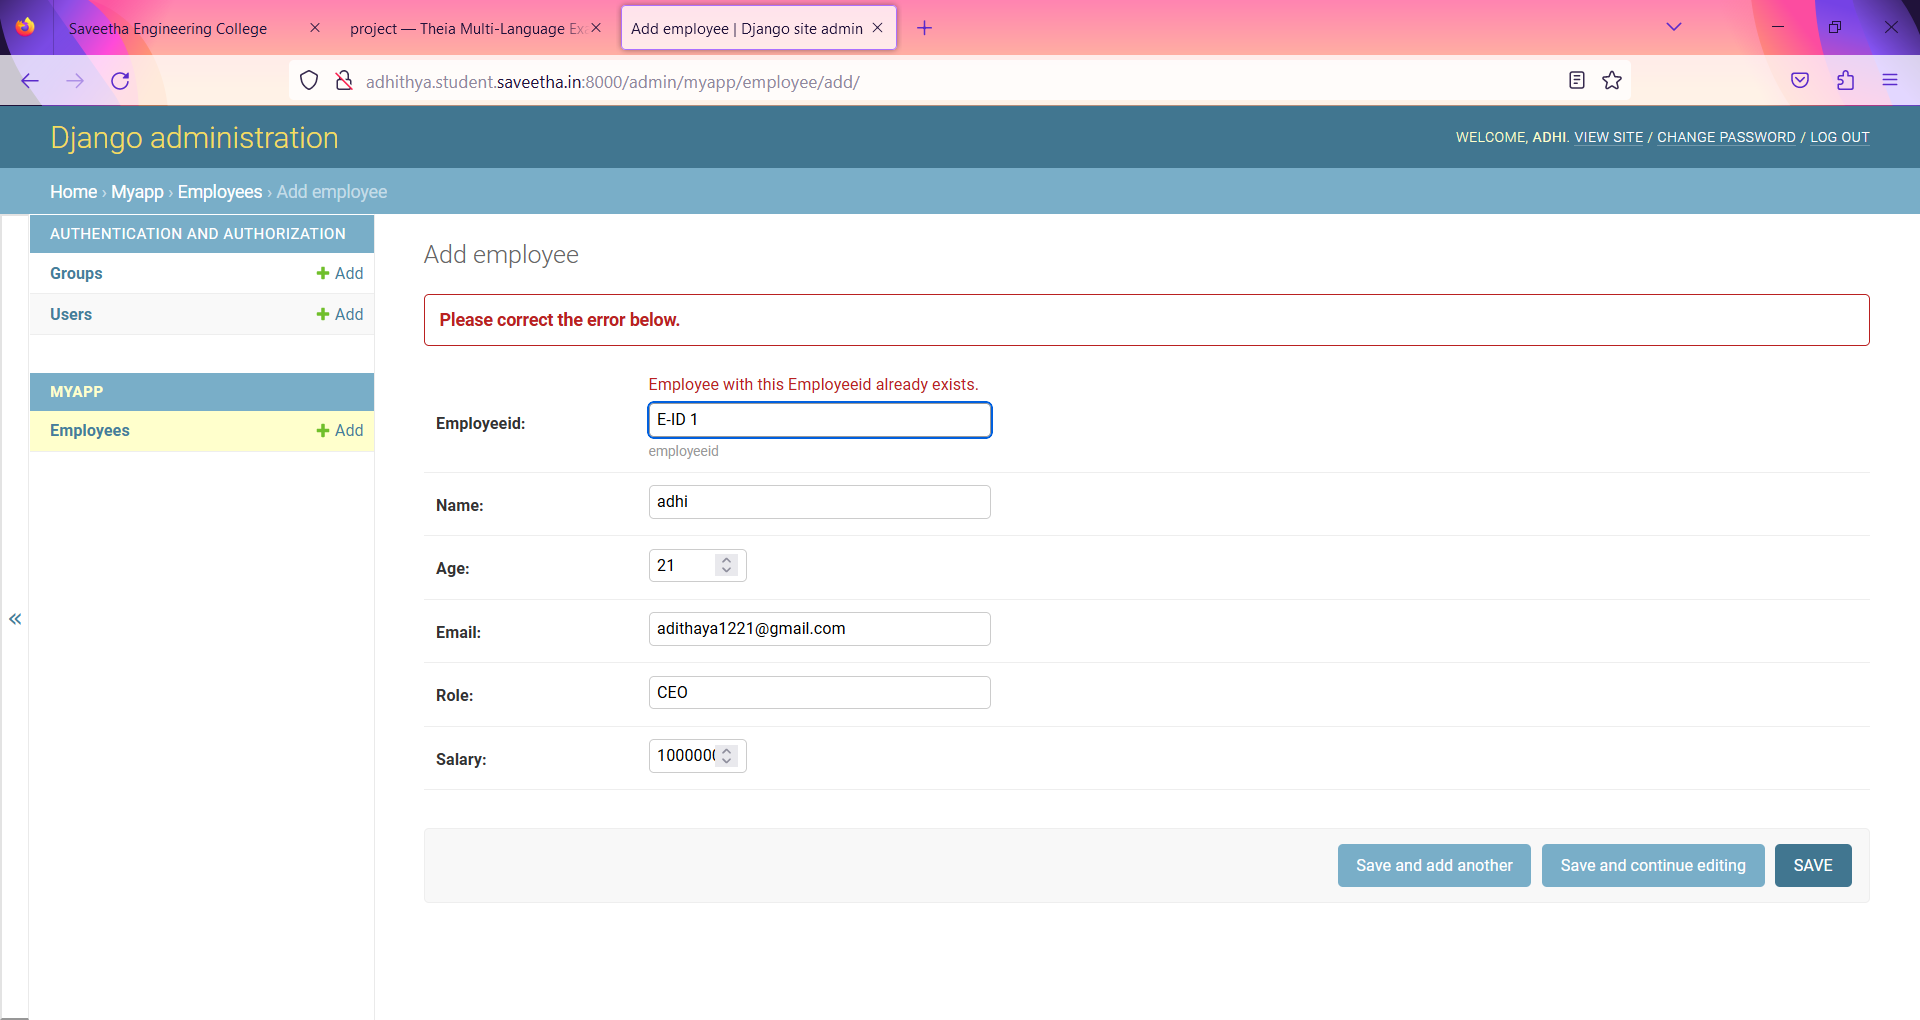 Saveetha Engineering College
project — Theia Multi-Language Ex
Add employee | Django site admin
adhithya.student.saveetha.in:8000/admin/myapp/employee/add/
Django administration
WELCOME, ADHI. VIEW SITE / CHANGE PASSWORD / LOG OUT
Home › Myapp › Employees › Add employee
AUTHENTICATION AND AUTHORIZATION
Groups
Add
Users
Add
MYAPP
Employees
Add
Add employee
Please correct the error below.
Employee with this Employeeid already exists.
Employeeid:
E-ID 1
employeeid
Name:
adhi
Age:
21
Email:
adithaya1221@gmail.com
Role:
CEO
Salary:
1000000
Save and add another
Save and continue editing
SAVE